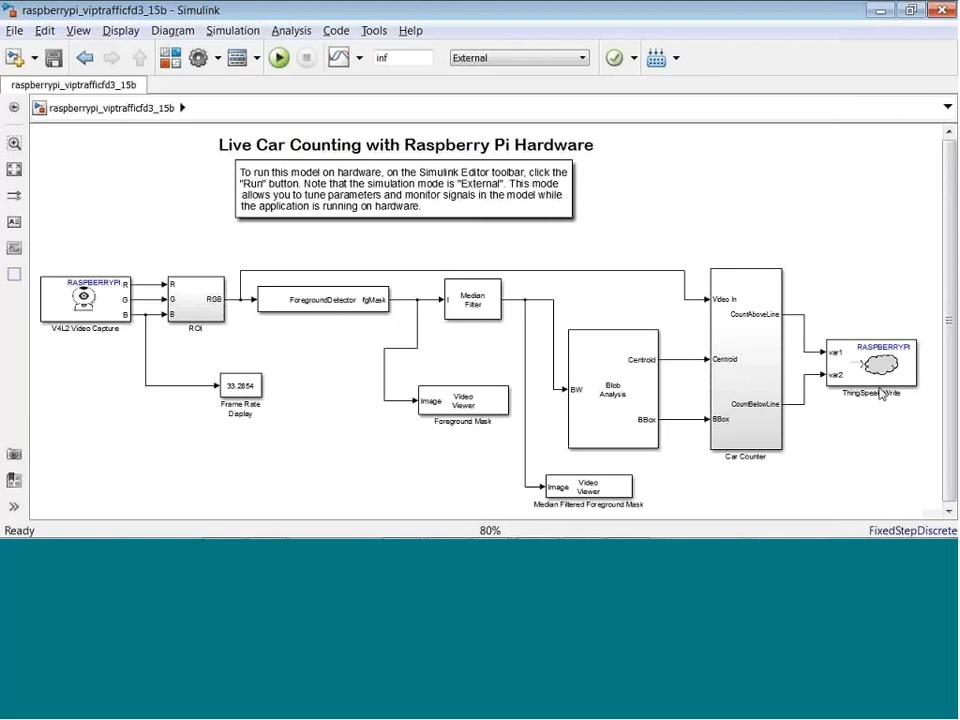 raspberrypi_viptrafficfd3_15b - Simulink
File Edit View Display Diagram Simulation Analysis Code Tools Help
inf External
raspberrypi_viptrafficfd3_15b
raspberrypi_viptrafficfd3_15b
Live Car Counting with Raspberry Pi Hardware
To run this model on hardware, on the Simulink Editor toolbar, click the
"Run" button. Note that the simulation mode is "External". This mode
allows you to tune parameters and monitor signals in the model while
the application is running on hardware.
RASPBERRYPI
R
G
B
V4L2 Video Capture
R
G
B
RGB
ROI
33.2854
Frame Rate
Display
ForegroundDetector fgMask
Image
Video
Viewer
Foreground Mask
I
Median
Filter
Image
Video
Viewer
Median Filtered Foreground Mask
BW
Blob
Analysis
Centroid
BBox
Video In
Centroid
BBox
CountAboveLine
CountBelowLine
Car Counter
RASPBERRYPI
var1
var2
ThingSpeak Write
Ready 80% FixedStepDiscrete